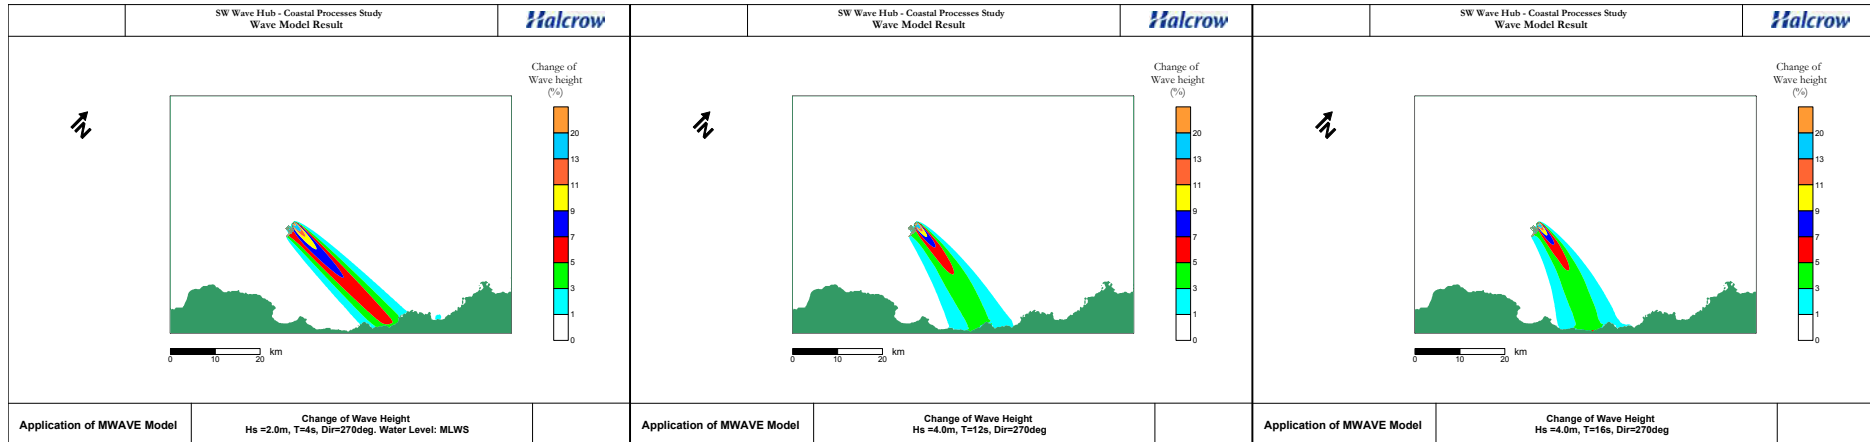 SW Wave Hub - Coastal Processes Study
Wave Model Result
Halcrow
Change of
Wave height
(%)
N
20
13
11
9
7
5
3
1
0
0 10 20 km
Application of MWAVE Model
Change of Wave Height
Hs =2.0m, T=4s, Dir=270deg. Water Level: MLWS
SW Wave Hub - Coastal Processes Study
Wave Model Result
Halcrow
Change of
Wave height
(%)
N
20
13
11
9
7
5
3
1
0
0 10 20 km
Application of MWAVE Model
Change of Wave Height
Hs =4.0m, T=12s, Dir=270deg
SW Wave Hub - Coastal Processes Study
Wave Model Result
Halcrow
Change of
Wave height
(%)
N
20
13
11
9
7
5
3
1
0
0 10 20 km
Application of MWAVE Model
Change of Wave Height
Hs =4.0m, T=16s, Dir=270deg